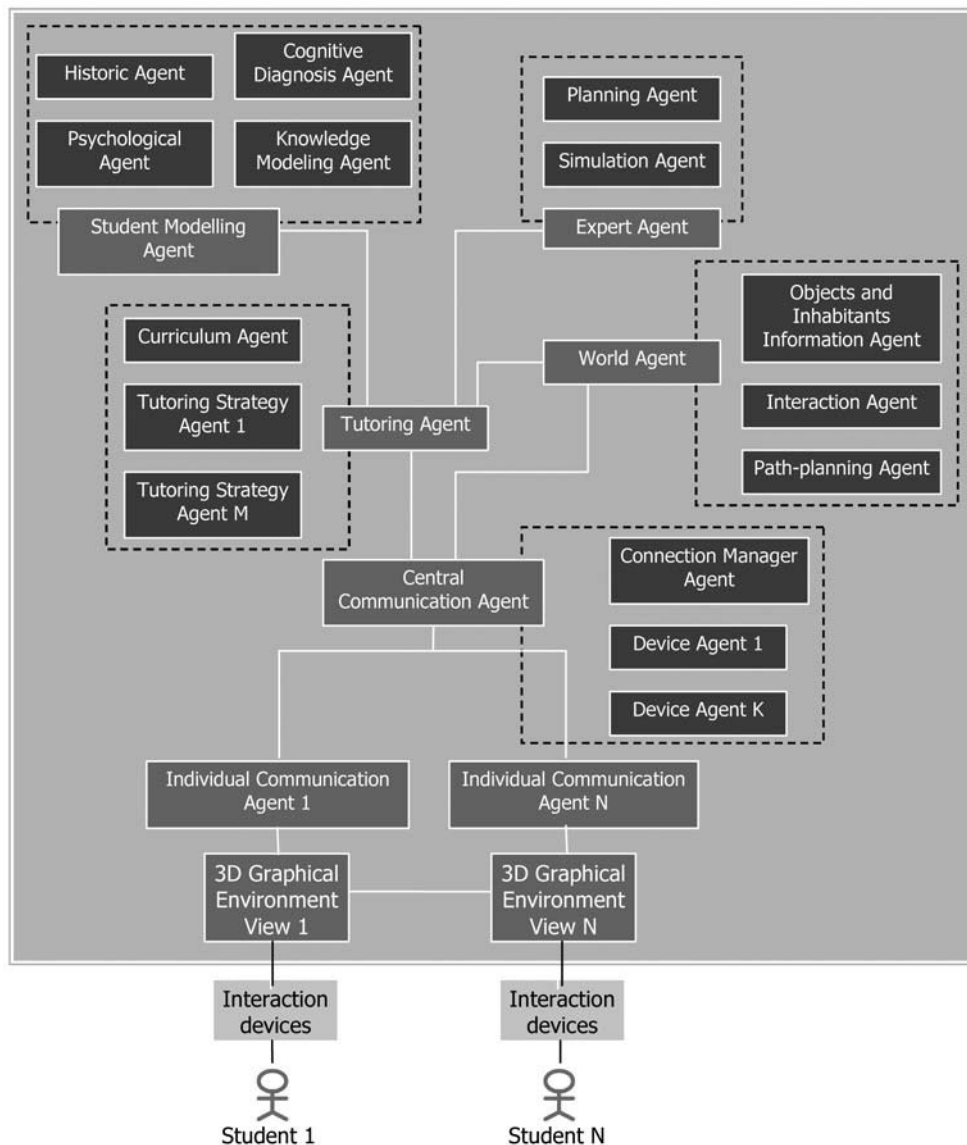 Historic Agent
Cognitive
Diagnosis Agent
Psychological
Agent
Knowledge
Modeling Agent
Student Modelling
Agent
Planning Agent
Simulation Agent
Expert Agent
Objects and
Inhabitants
Information Agent
Interaction Agent
Path-planning Agent
World Agent
Curriculum Agent
Tutoring Strategy
Agent 1
Tutoring Strategy
Agent M
Tutoring Agent
Central
Communication Agent
Connection Manager
Agent
Device Agent 1
Device Agent K
Individual Communication
Agent 1
Individual Communication
Agent N
3D Graphical
Environment
View 1
3D Graphical
Environment
View N
Interaction
devices
Interaction
devices
Student 1
Student N